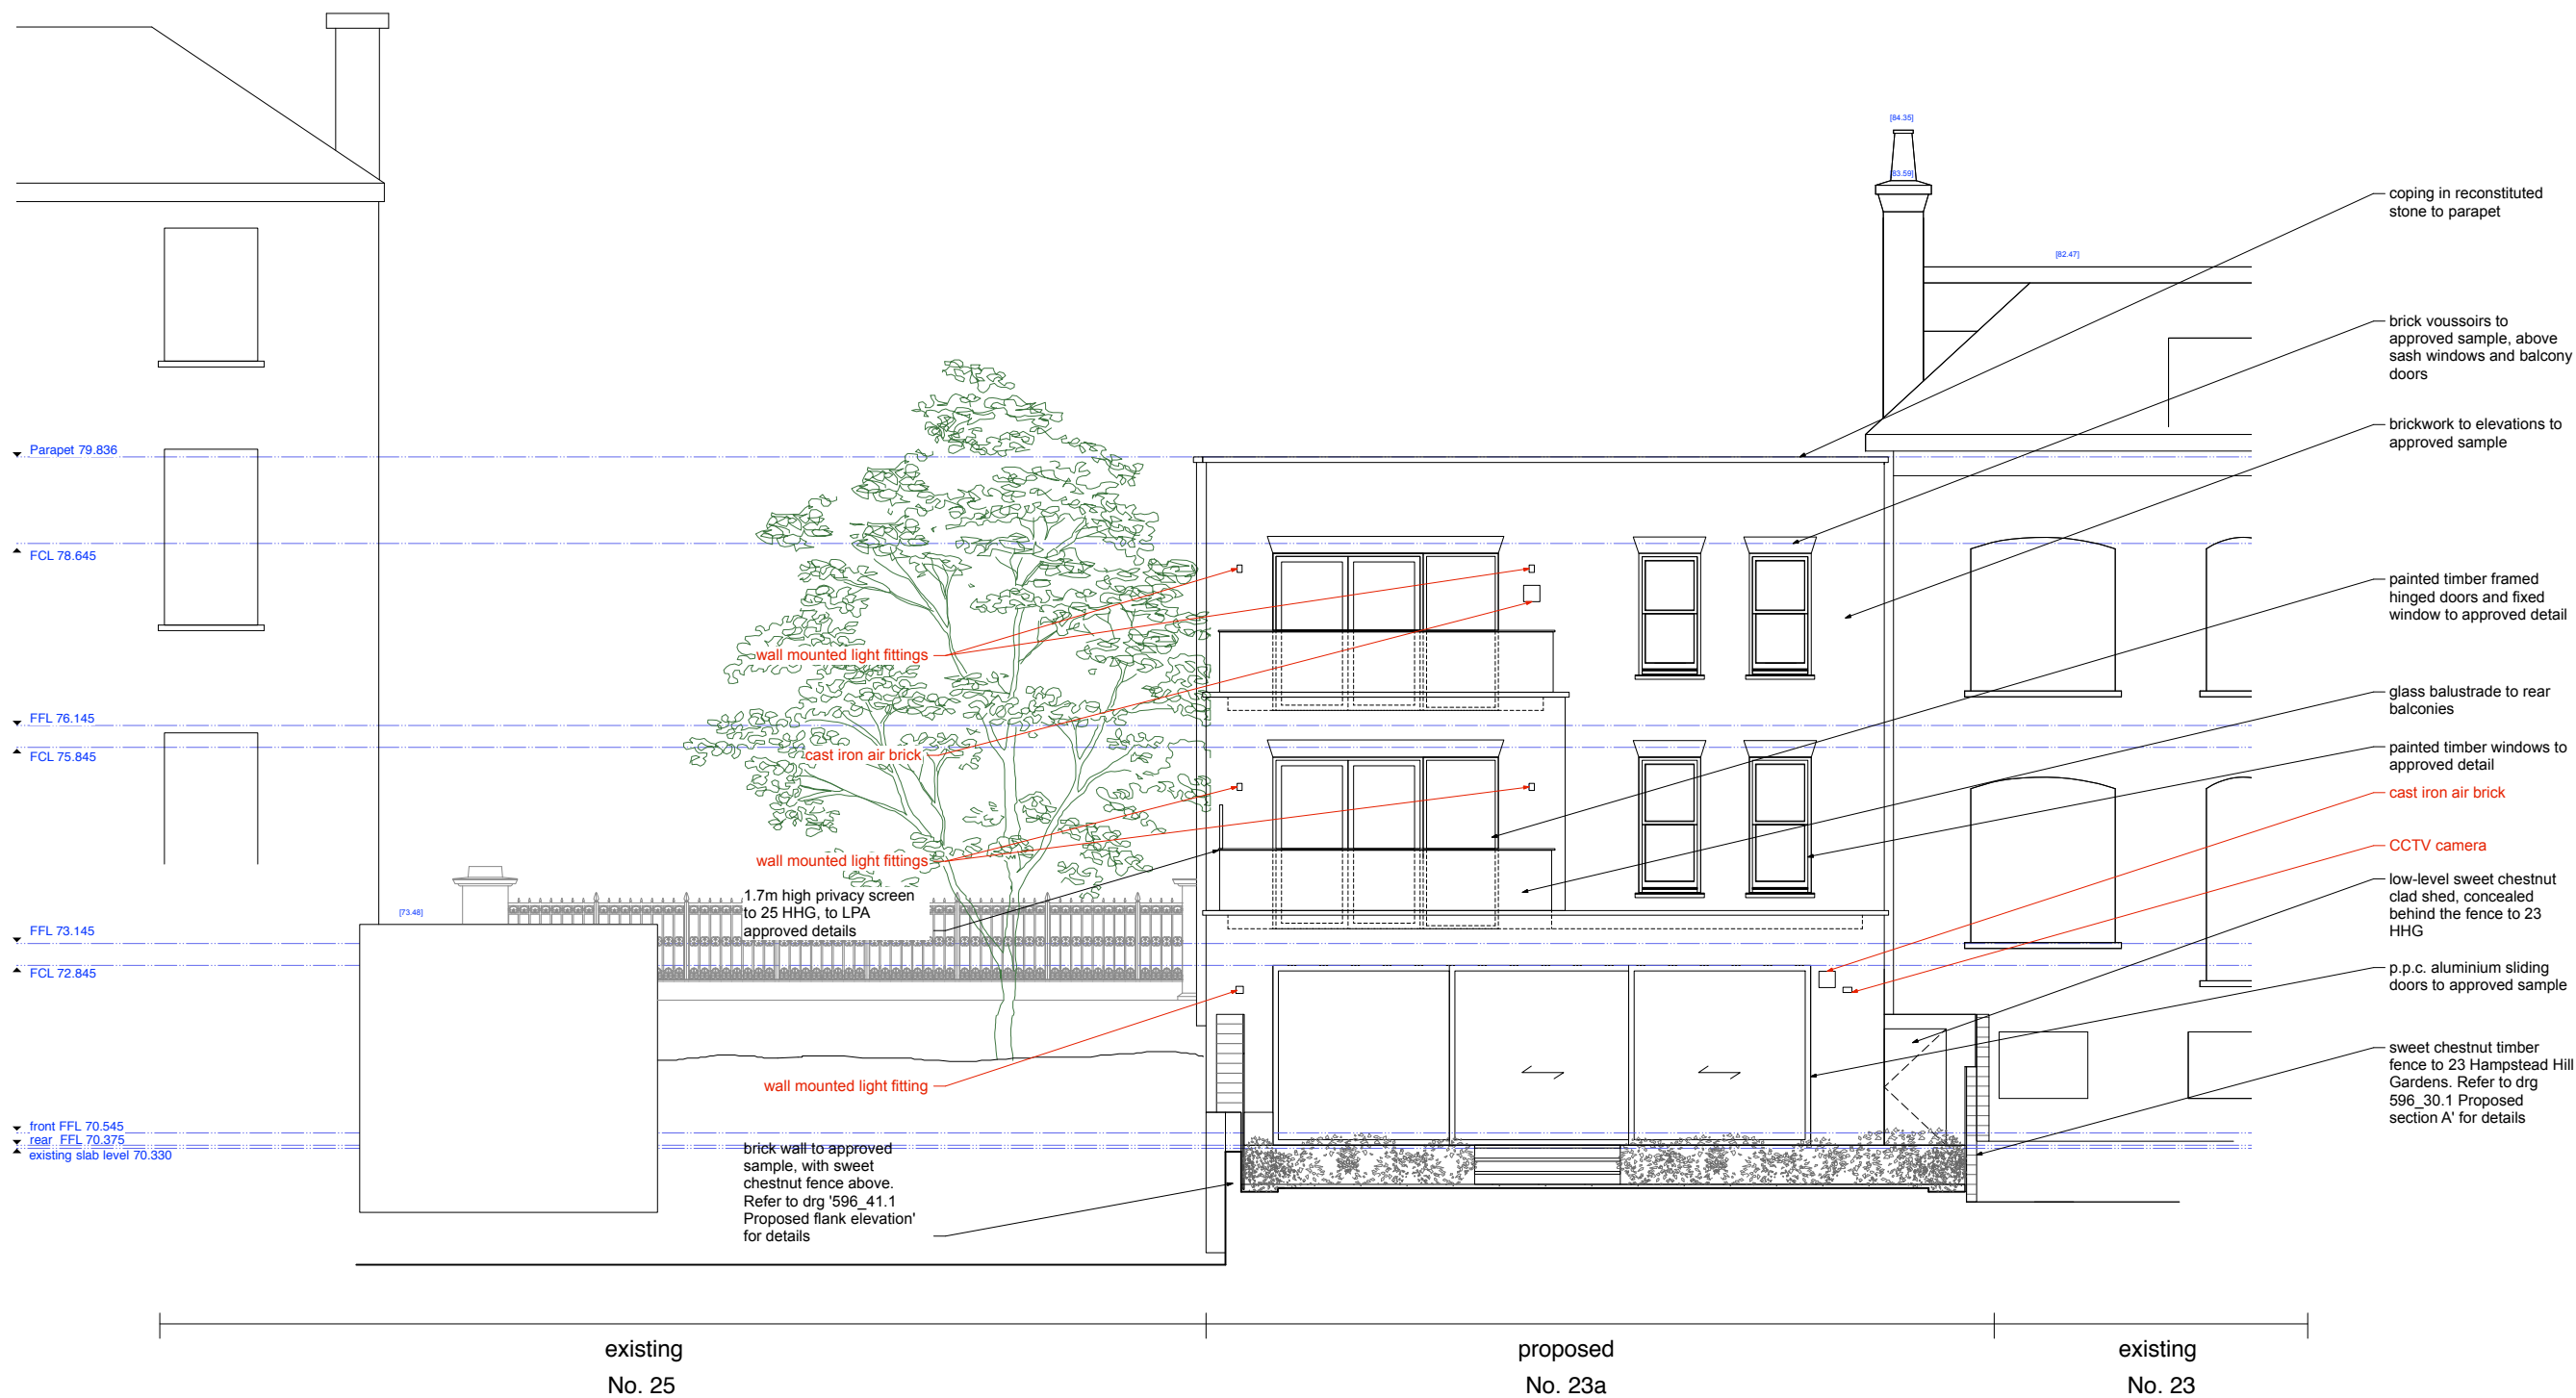 [84.35]
[83.59]
[82.47]
coping in reconstituted
stone to parapet
brick voussoirs to
approved sample, above
sash windows and balcony
doors
brickwork to elevations to
approved sample
painted timber framed
hinged doors and fixed
window to approved detail
glass balustrade to rear
balconies
painted timber windows to
approved detail
cast iron air brick
CCTV camera
low-level sweet chestnut
clad shed, concealed
behind the fence to 23
HHG
p.p.c. aluminium sliding
doors to approved sample
sweet chestnut timber
fence to 23 Hampstead Hill
Gardens. Refer to drg
596_30.1 Proposed
section A' for details
Parapet 79.836
FCL 78.645
FFL 76.145
FCL 75.845
FFL 73.145
FCL 72.845
front FFL 70.545
rear FFL 70.375
existing slab level 70.330
[73.48]
wall mounted light fittings
cast iron air brick
wall mounted light fittings
1.7m high privacy screen
to 25 HHG, to LPA
approved details
wall mounted light fitting
brick wall to approved
sample, with sweet
chestnut fence above.
Refer to drg '596_41.1
Proposed flank elevation'
for details
existing
No. 25
proposed
No. 23a
existing
No. 23